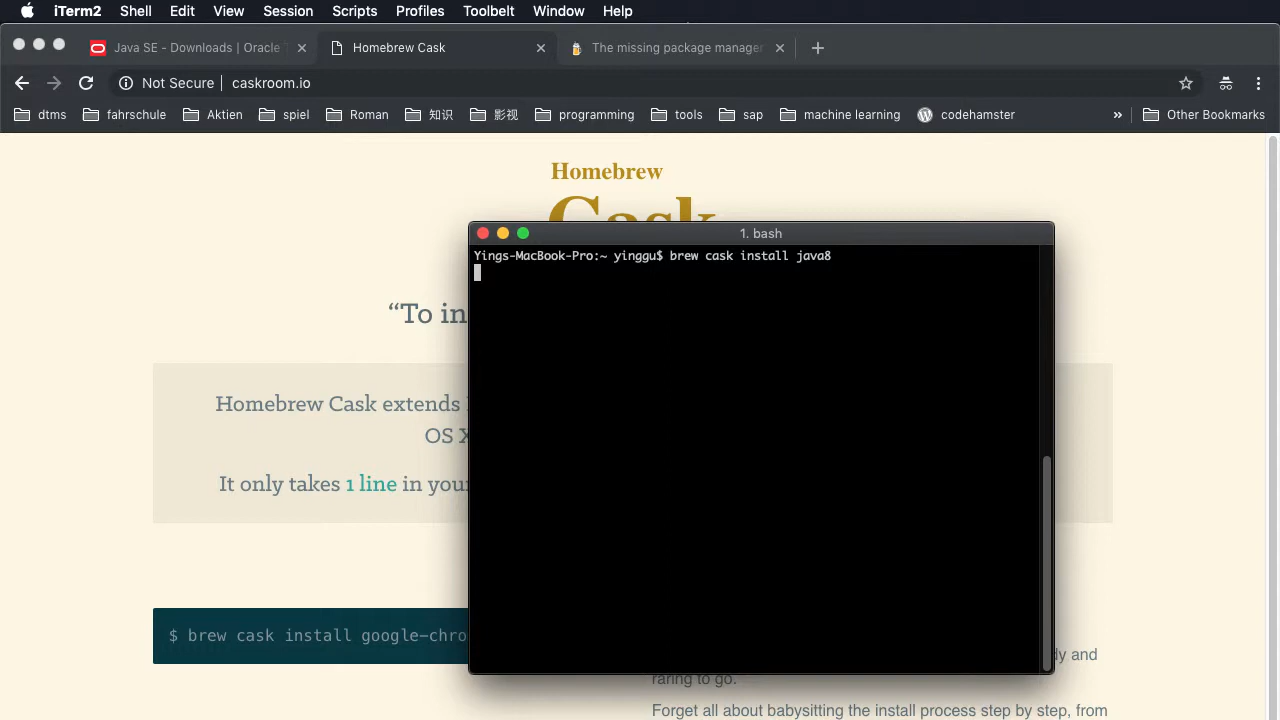 iTerm2 Shell Edit View Session Scripts Profiles Toolbelt Window Help
Java SE - Downloads | Oracle Homebrew Cask The missing package manager
Not Secure | caskroom.io
dtms fahrschule Aktien spiel Roman 知识 影视 programming tools sap machine learning codehamster » Other Bookmarks
Homebrew
Cask
1. bash
Yings-MacBook-Pro:~ yinggu$ brew cask install java8
“To in
Homebrew Cask extends
OS X
It only takes 1 line in your
$ brew cask install google-chro
dy and
raring to go.
Forget all about babysitting the install process step by step, from